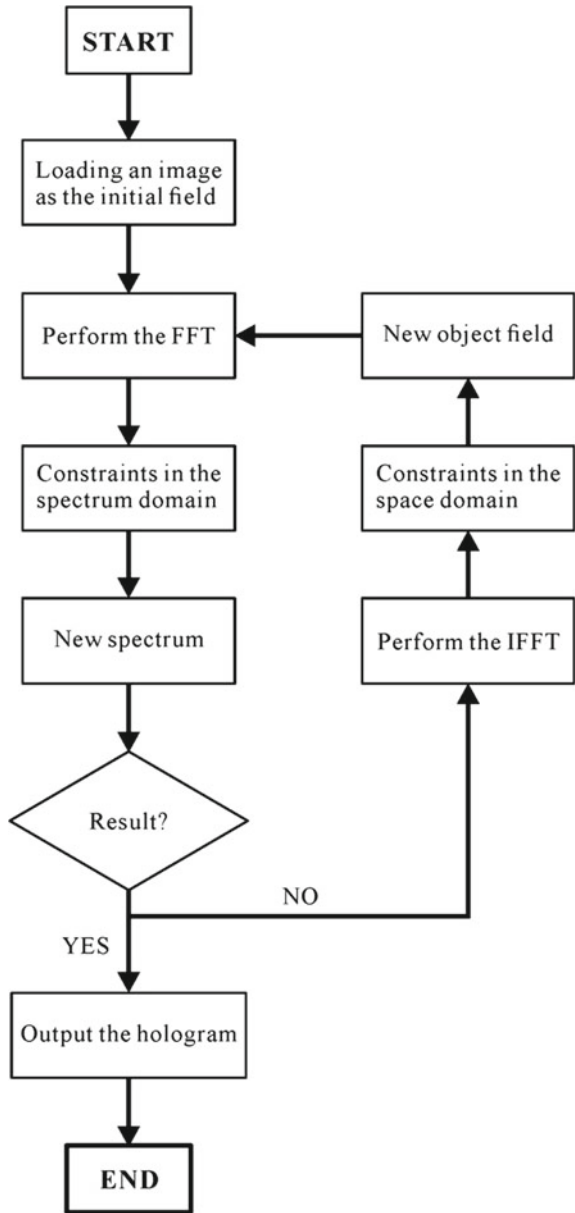 START
Loading an image
as the initial field
Perform the FFT
New object field
Constraints in the
spectrum domain
Constraints in the
space domain
New spectrum
Perform the IFFT
Result?
NO
YES
Output the hologram
END